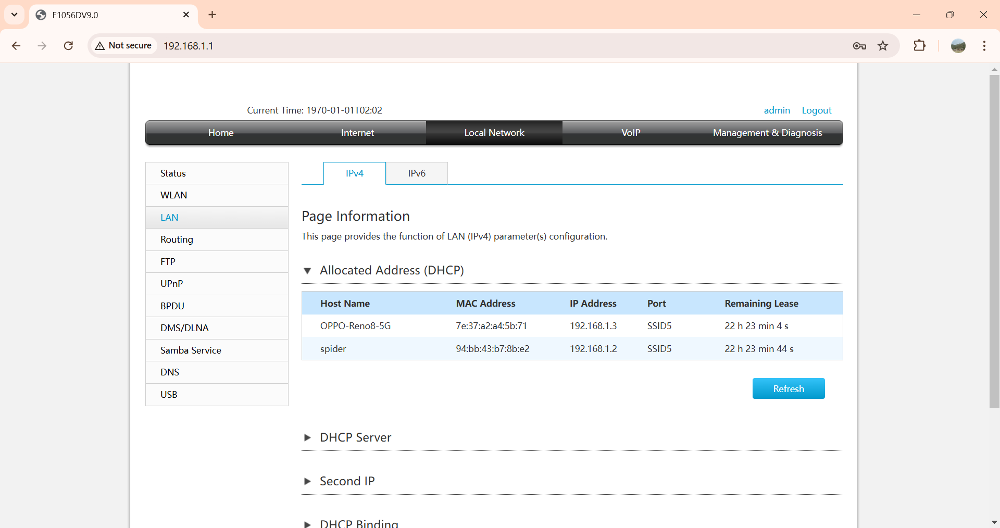 F1056DV9.0
Not secure
192.168.1.1
Current Time: 1970-01-01T02:02
admin Logout
Home Internet Local Network VoIP Management & Diagnosis
Status
WLAN
LAN
Routing
FTP
UPnP
BPDU
DMS/DLNA
Samba Service
DNS
USB
IPv4 IPv6
Page Information
This page provides the function of LAN (IPv4) parameter(s) configuration.
Allocated Address (DHCP)
Host Name MAC Address IP Address Port Remaining Lease
OPPO-Reno8-5G 7e:37:a2:a4:5b:71 192.168.1.3 SSID5 22 h 23 min 4 s
spider 94:bb:43:b7:8b:e2 192.168.1.2 SSID5 22 h 23 min 44 s
Refresh
DHCP Server
Second IP
DHCP Binding